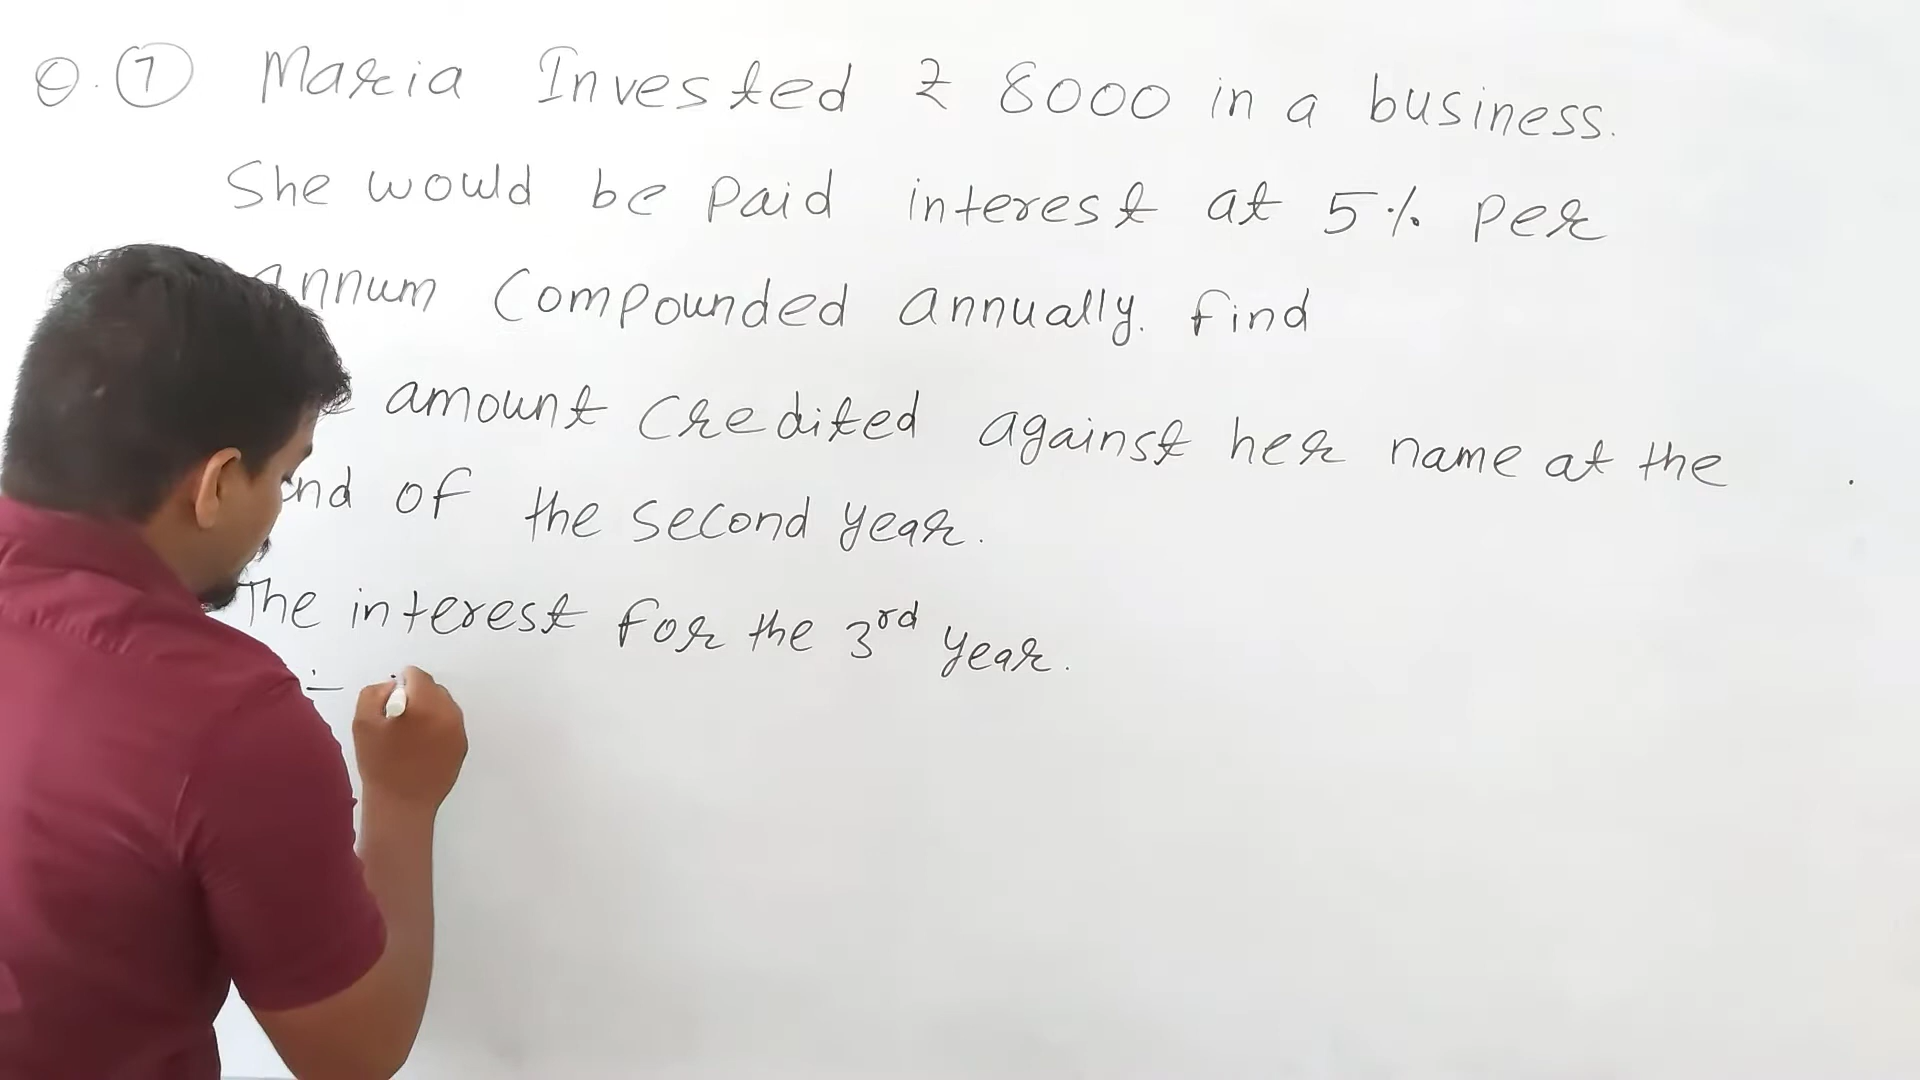 Q. 7 Maria Invested ₹ 8000 in a business.
She would be Paid interest at 5% Per
annum Compounded annually. find
amount Credited against her name at the
end of the second year.
The interest for the 3rd year.